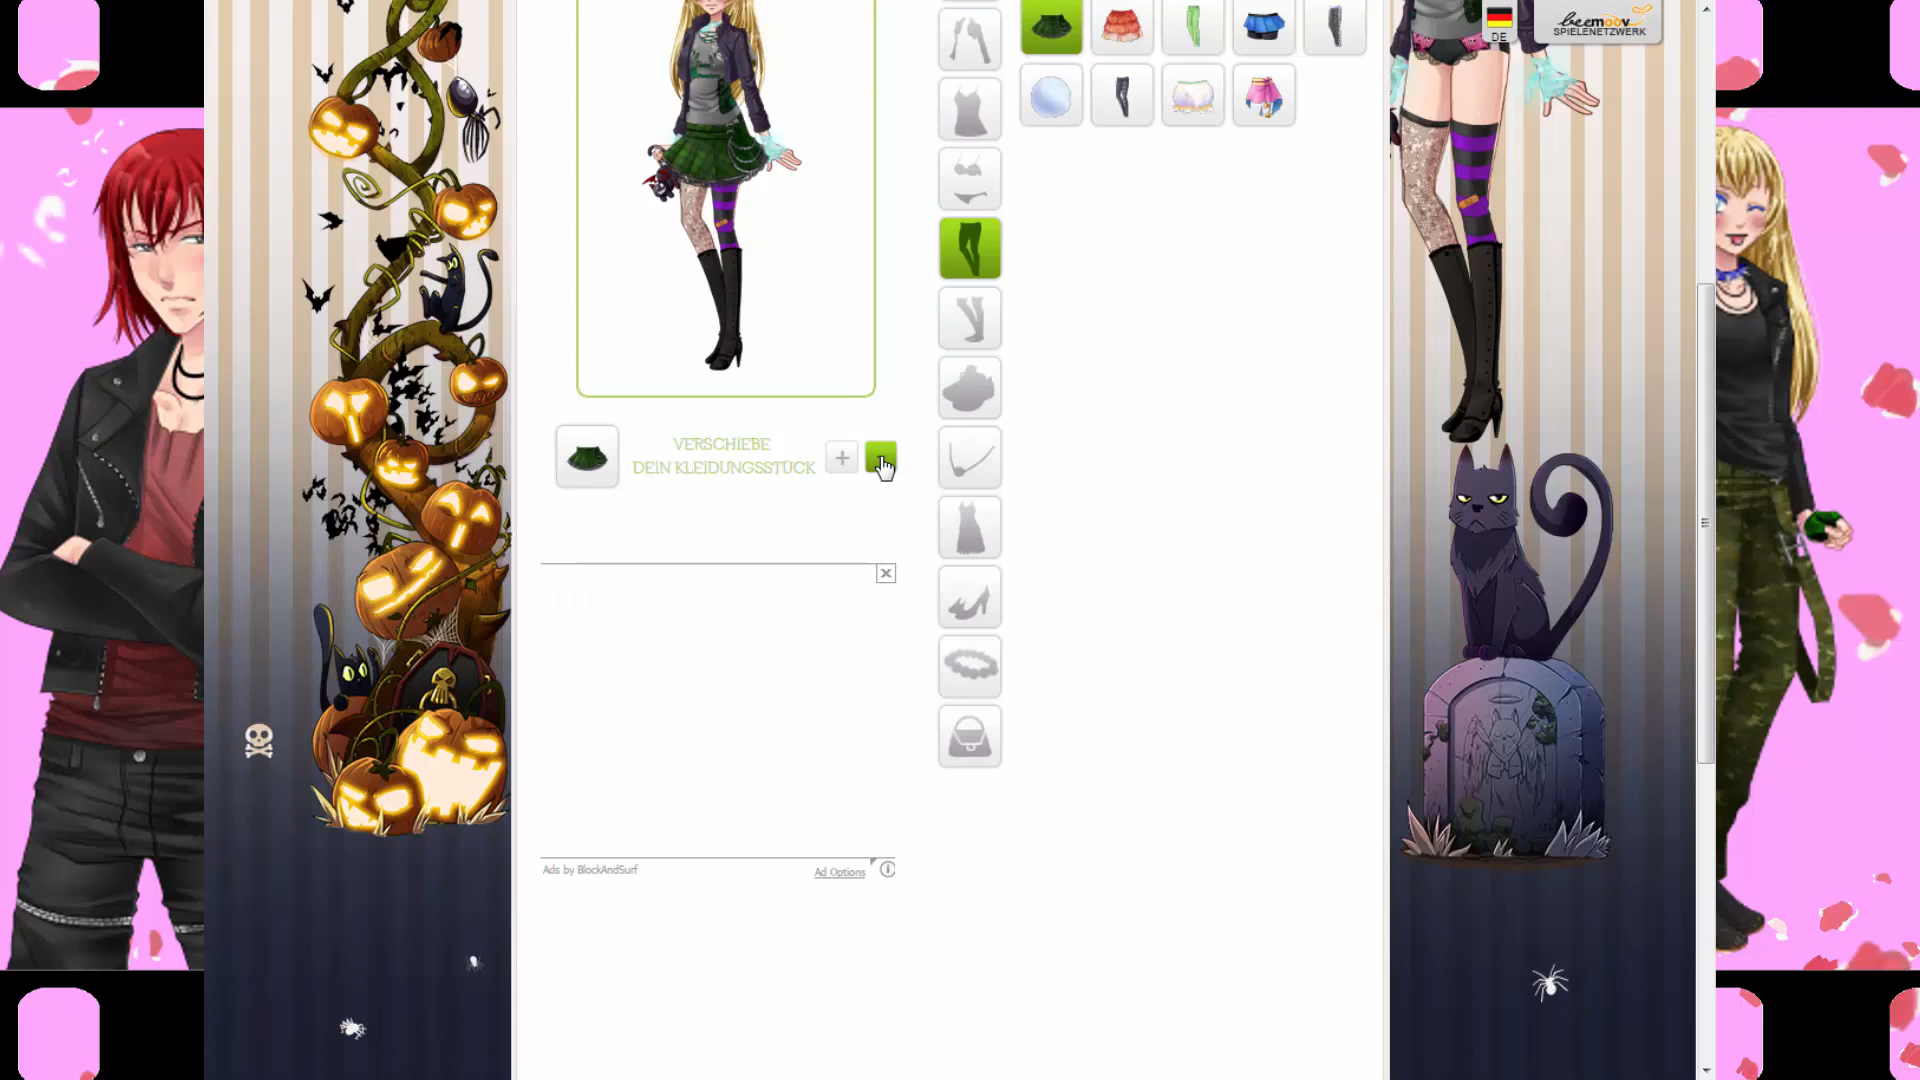 DE
beemoov
SPIELENETZWERK
VERSCHIEBE
DEIN KLEIDUNGSSTÜCK
Ads by BlockAndSurf
Ad Options